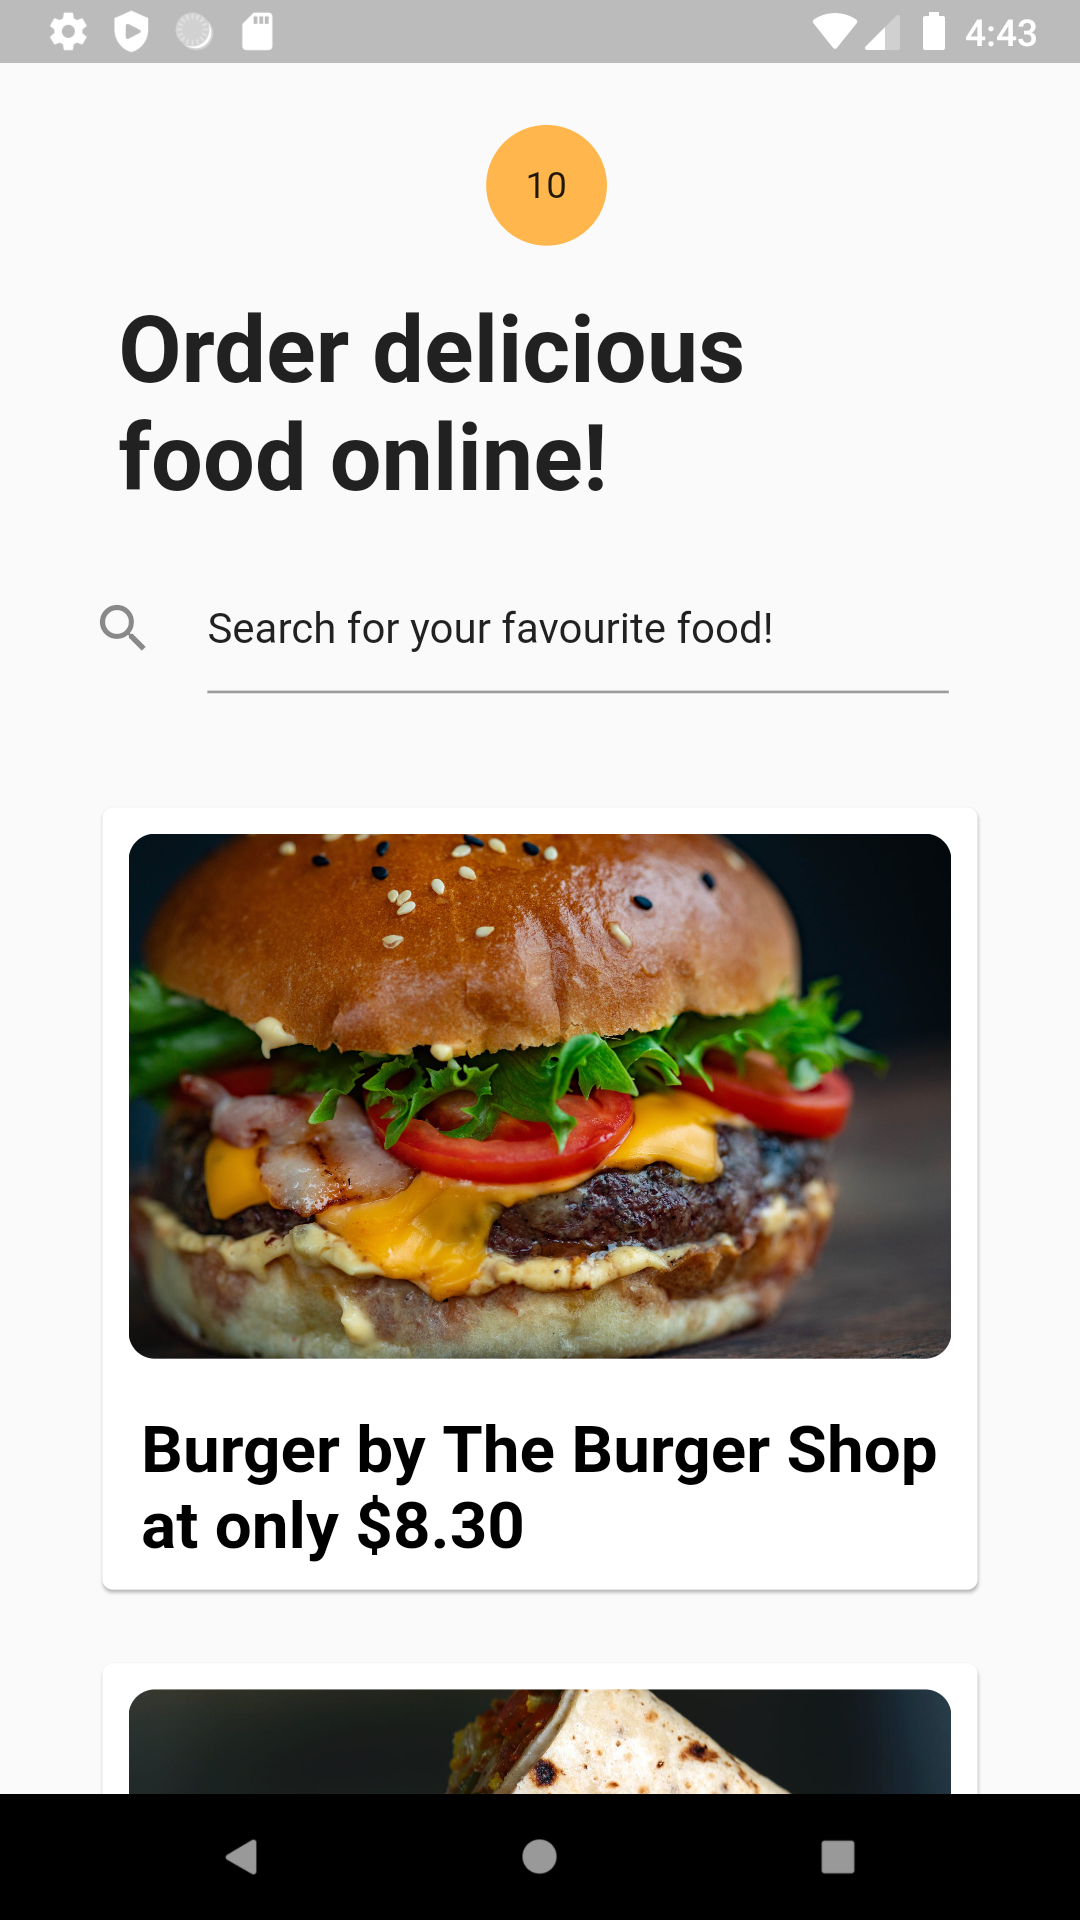 4:43
10
Order delicious
food online!
Search for your favourite food!
Burger by The Burger Shop
at only $8.30